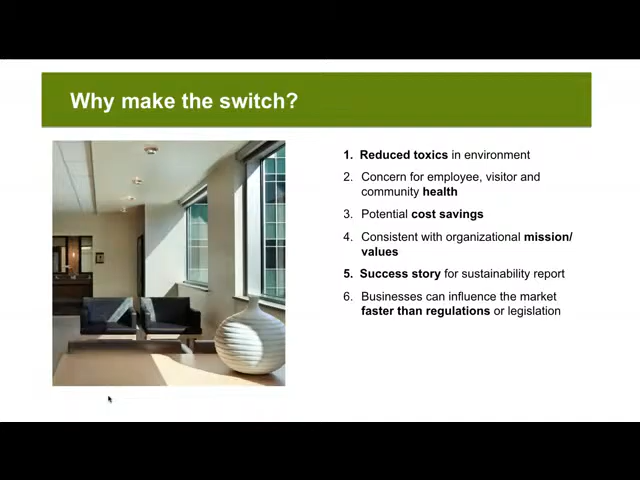 Why make the switch?
1. Reduced toxics in environment
2. Concern for employee, visitor and
community health
3. Potential cost savings
4. Consistent with organizational mission/
values
5. Success story for sustainability report
6. Businesses can influence the market
faster than regulations or legislation